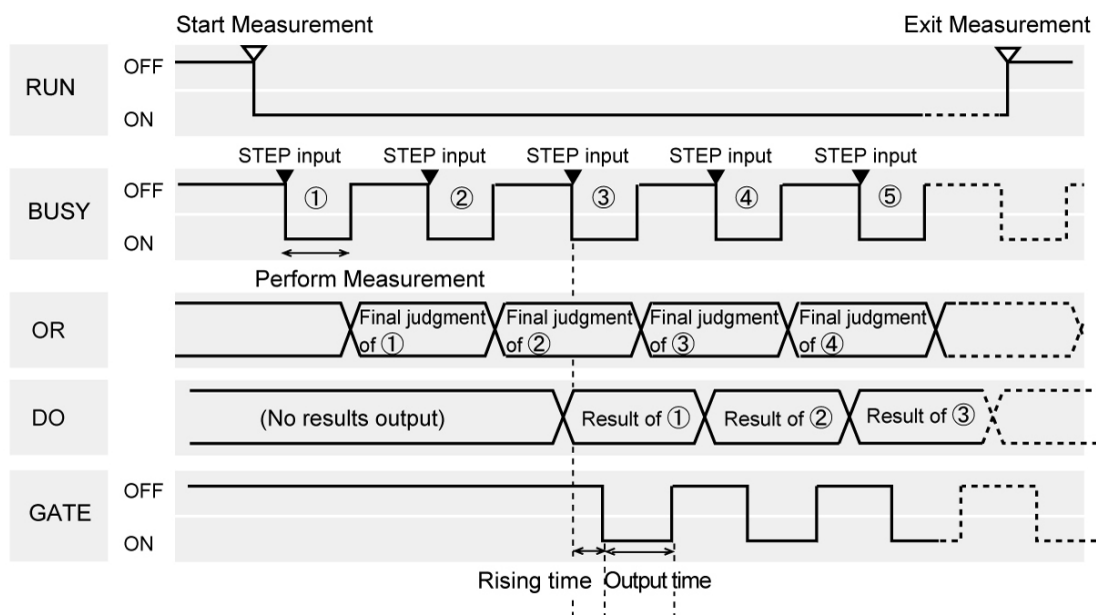 Start Measurement
Exit Measurement
RUN
OFF
ON
STEP input
STEP input
STEP input
STEP input
STEP input
BUSY
OFF
ON
①
②
③
④
⑤
Perform Measurement
OR
Final judgment
of ①
Final judgment
of ②
Final judgment
of ③
Final judgment
of ④
DO
(No results output)
Result of ①
Result of ②
Result of ③
GATE
OFF
ON
Rising time
Output time